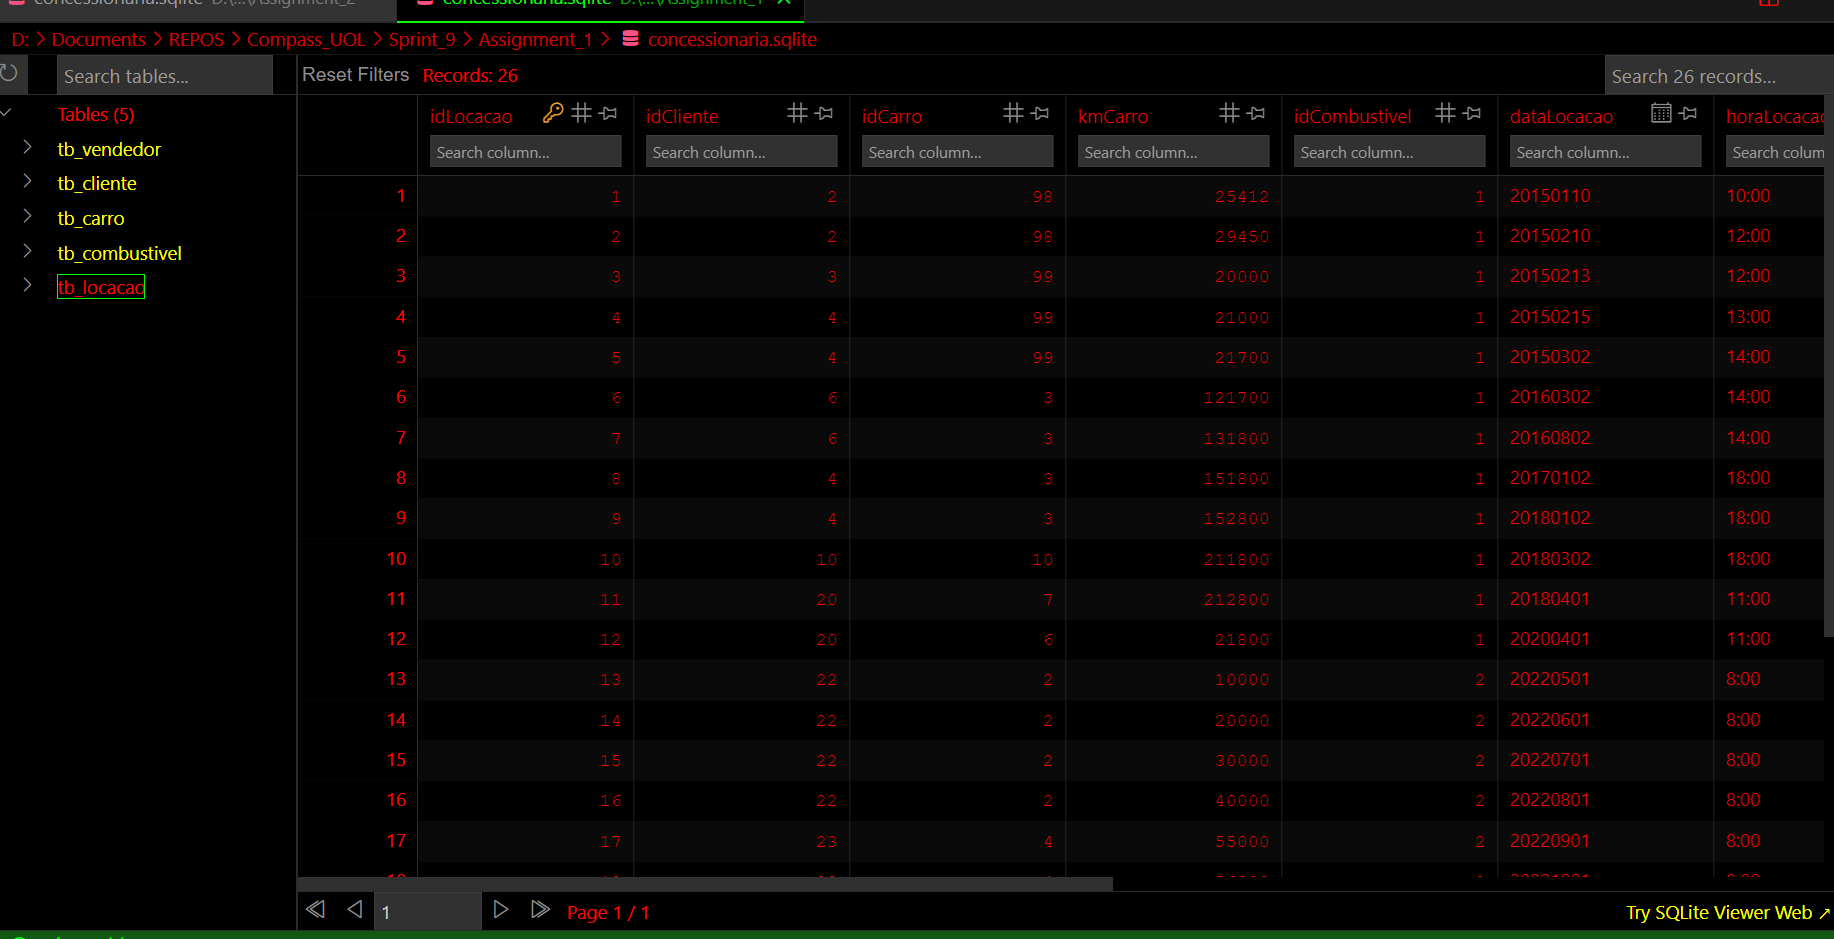 concessionaria.sqlite D:\...\Assignment_2 concessionaria.sqlite D:\...\Assignment_1
D: > Documents > REPOS > Compass_UOL > Sprint_9 > Assignment_1 > concessionaria.sqlite
Search tables... Reset Filters Records: 26 Search 26 records...
Tables (5)
tb_vendedor
tb_cliente
tb_carro
tb_combustivel
tb_locacao
idLocacao idCliente idCarro kmCarro idCombustivel dataLocacao horaLocacao
Search column... Search column... Search column... Search column... Search column... Search column... Search colum
1 1 2 98 25412 1 20150110 10:00
2 2 2 98 29450 1 20150210 12:00
3 3 3 99 20000 1 20150213 12:00
4 4 4 99 21000 1 20150215 13:00
5 5 4 99 21700 1 20150302 14:00
6 6 6 3 121700 1 20160302 14:00
7 7 6 3 131800 1 20160802 14:00
8 8 4 3 151800 1 20170102 18:00
9 9 4 3 152800 1 20180102 18:00
10 10 10 10 211800 1 20180302 18:00
11 11 20 7 212800 1 20180401 11:00
12 12 20 6 21800 1 20200401 11:00
13 13 22 2 10000 2 20220501 8:00
14 14 22 2 20000 2 20220601 8:00
15 15 22 2 30000 2 20220701 8:00
16 16 22 2 40000 2 20220801 8:00
17 17 23 4 55000 2 20220901 8:00
1 Page 1 / 1 Try SQLite Viewer Web ↗